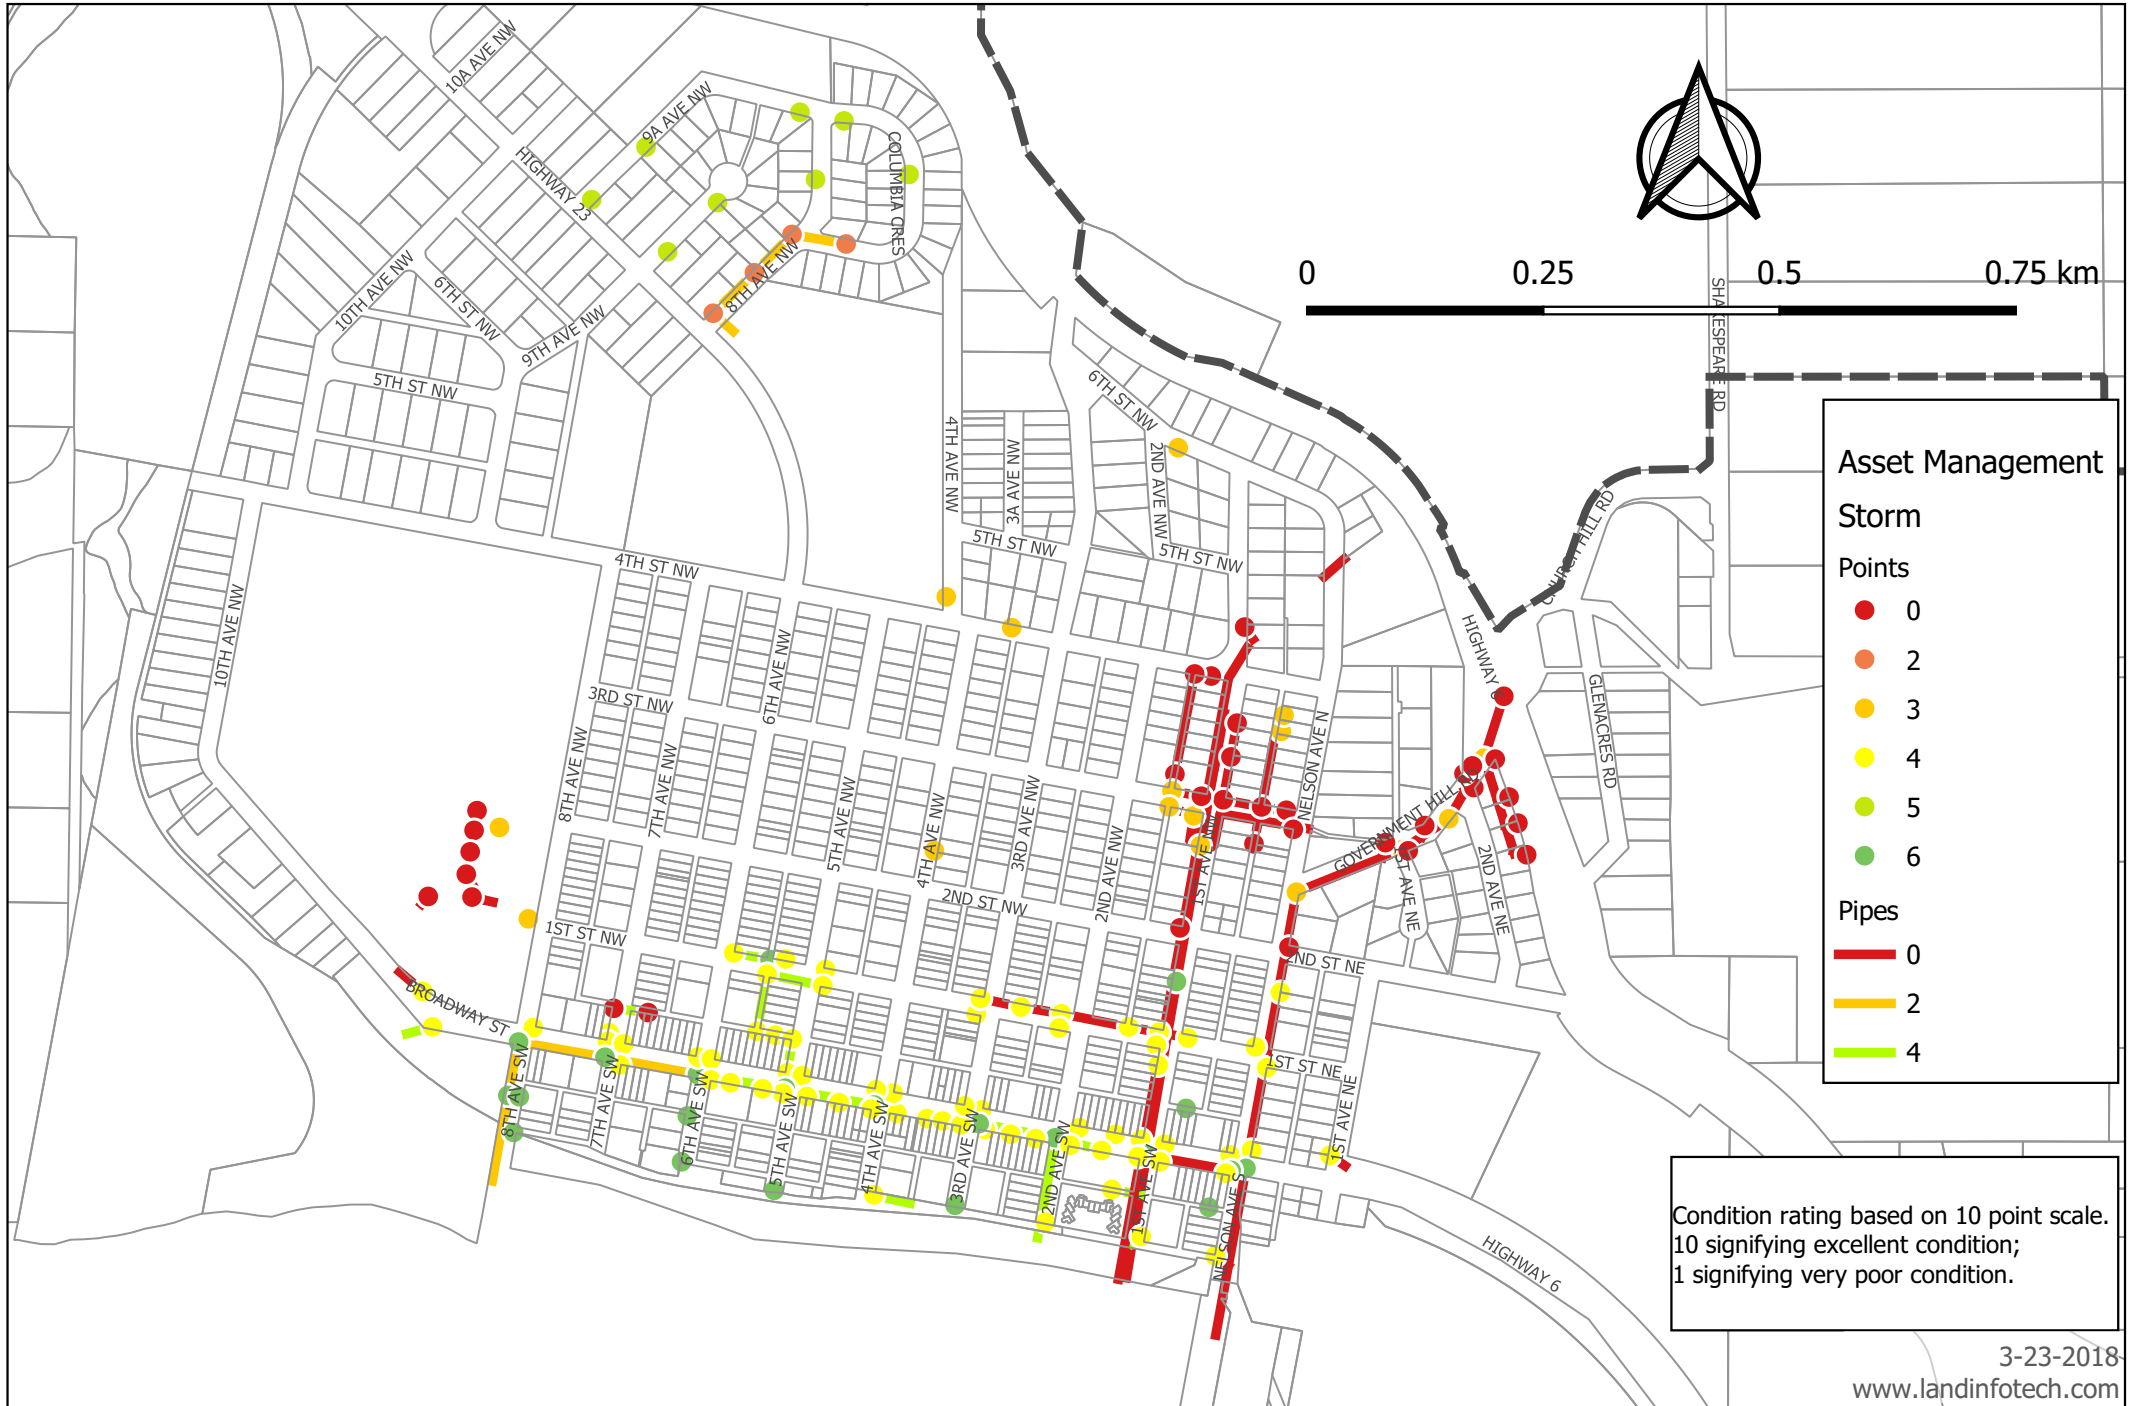 10A AVE NW
9A AVE NW
HIGHWAY 23
COLUMBIA CRES
8TH AVE NW
10TH AVE NW
6TH ST NW
9TH AVE NW
5TH ST NW
0 0.25 0.5 0.75 km
SHAKESPEARE RD
6TH ST NW
4TH AVE NW
3A AVE NW
2ND AVE NW
5TH ST NW
5TH ST NW
CHURCH HILL RD
4TH ST NW
10TH AVE NW
6TH AVE NW
3RD ST NW
HIGHWAY 6
GLENACRES RD
8TH AVE NW
7TH AVE NW
5TH AVE NW
4TH AVE NW
3RD AVE NW
2ND AVE NW
1ST AVE NW
NELSON AVE N
GOVERNMENT HILL RD
1ST AVE NE
2ND AVE NE
2ND ST NW
1ST ST NW
2ND ST NE
BROADWAY ST
1ST ST NE
1ST AVE NE
8TH AVE SW
7TH AVE SW
6TH AVE SW
5TH AVE SW
4TH AVE SW
3RD AVE SW
2ND AVE SW
1ST AVE SW
NELSON AVE S
HIGHWAY 6
Asset Management
Storm
Points
0
2
3
4
5
6
Pipes
0
2
4
Condition rating based on 10 point scale.
10 signifying excellent condition;
1 signifying very poor condition.
3-23-2018
www.landinfotech.com